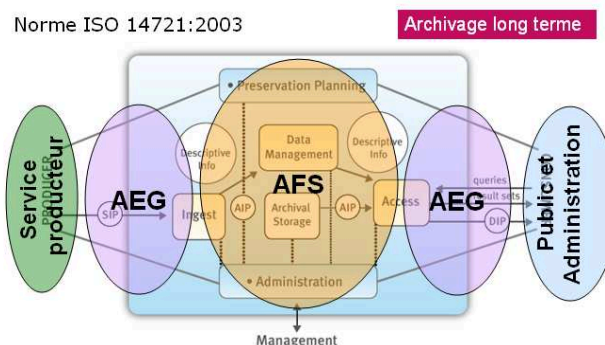 Norme ISO 14721:2003
Archivage long terme
• Preservation Planning
Service
producteur
PRODUCER
SIP
AEG
Descriptive
Info
Ingest
AIP
Data
Management
AFS
Archival
Storage
AIP
Descriptive
Info
Access
AEG
queries
result sets
DIP
Public et
Administration
• Administration
Management